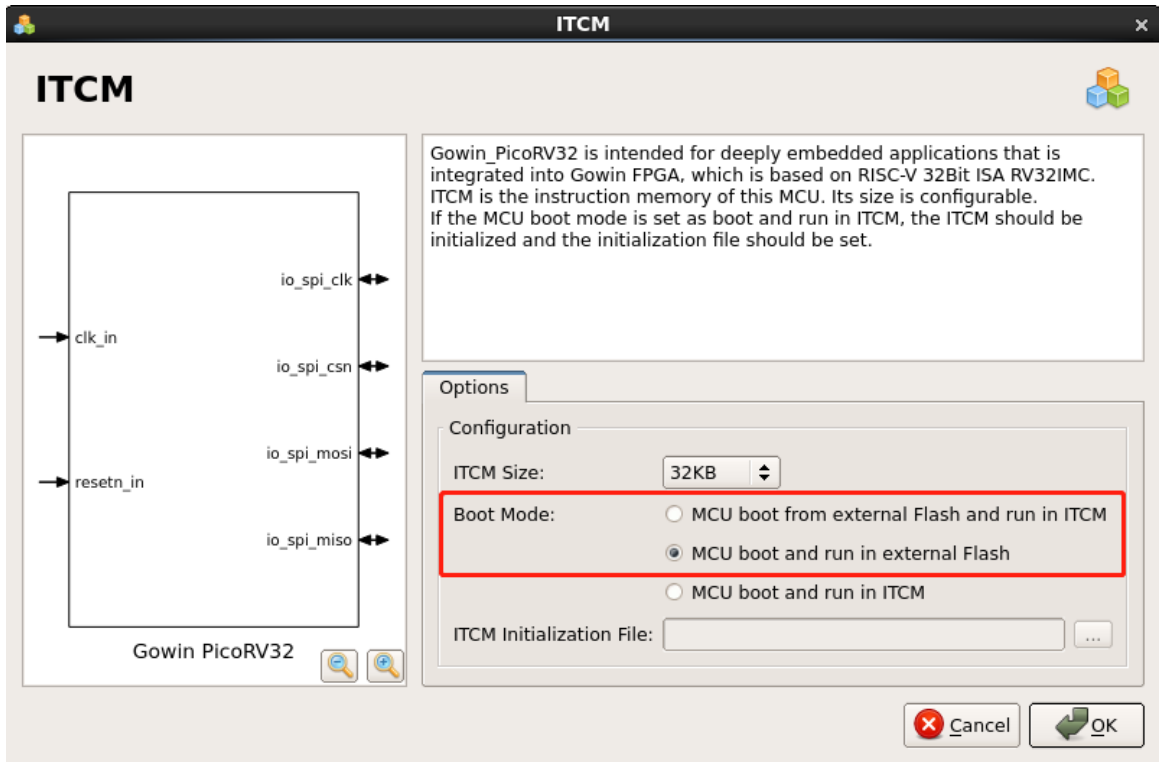 ITCM
ITCM
io_spi_clk
clk_in
io_spi_csn
io_spi_mosi
resetn_in
io_spi_miso
Gowin PicoRV32
Gowin_PicoRV32 is intended for deeply embedded applications that is
integrated into Gowin FPGA, which is based on RISC-V 32Bit ISA RV32IMC.
ITCM is the instruction memory of this MCU. Its size is configurable.
If the MCU boot mode is set as boot and run in ITCM, the ITCM should be
initialized and the initialization file should be set.
Options
Configuration
ITCM Size: 32KB
Boot Mode: MCU boot from external Flash and run in ITCM
MCU boot and run in external Flash
MCU boot and run in ITCM
ITCM Initialization File: ...
Cancel OK